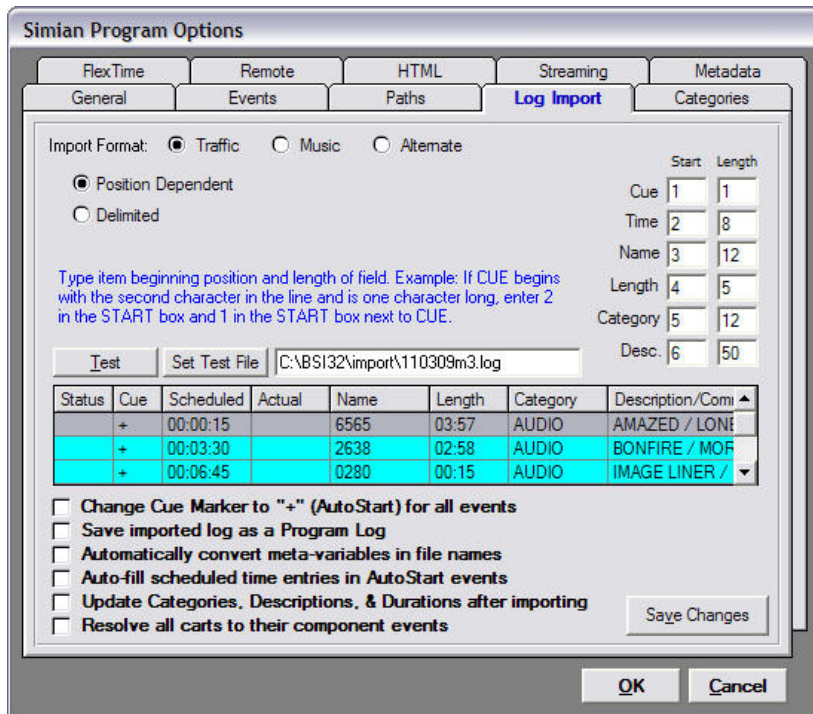 Simian Program Options
FlexTime Remote HTML Streaming Metadata
General Events Paths Log Import Categories
Import Format: Traffic Music Alternate
Start Length
Position Dependent
Cue 1 1
Delimited
Time 2 8
Name 3 12
Type item beginning position and length of field. Example: If CUE begins
with the second character in the line and is one character long, enter 2
in the START box and 1 in the START box next to CUE.
Length 4 5
Category 5 12
Desc. 6 50
Test Set Test File C:\BSI32\import\110309m3.log
Status Cue Scheduled Actual Name Length Category Description/Com
+ 00:00:15 6565 03:57 AUDIO AMAZED / LONE
+ 00:03:30 2638 02:58 AUDIO BONFIRE / MOR
+ 00:06:45 0280 00:15 AUDIO IMAGE LINER /
Change Cue Marker to "+" (AutoStart) for all events
Save imported log as a Program Log
Automatically convert meta-variables in file names
Auto-fill scheduled time entries in AutoStart events
Update Categories, Descriptions, & Durations after importing
Resolve all carts to their component events
Save Changes
OK Cancel